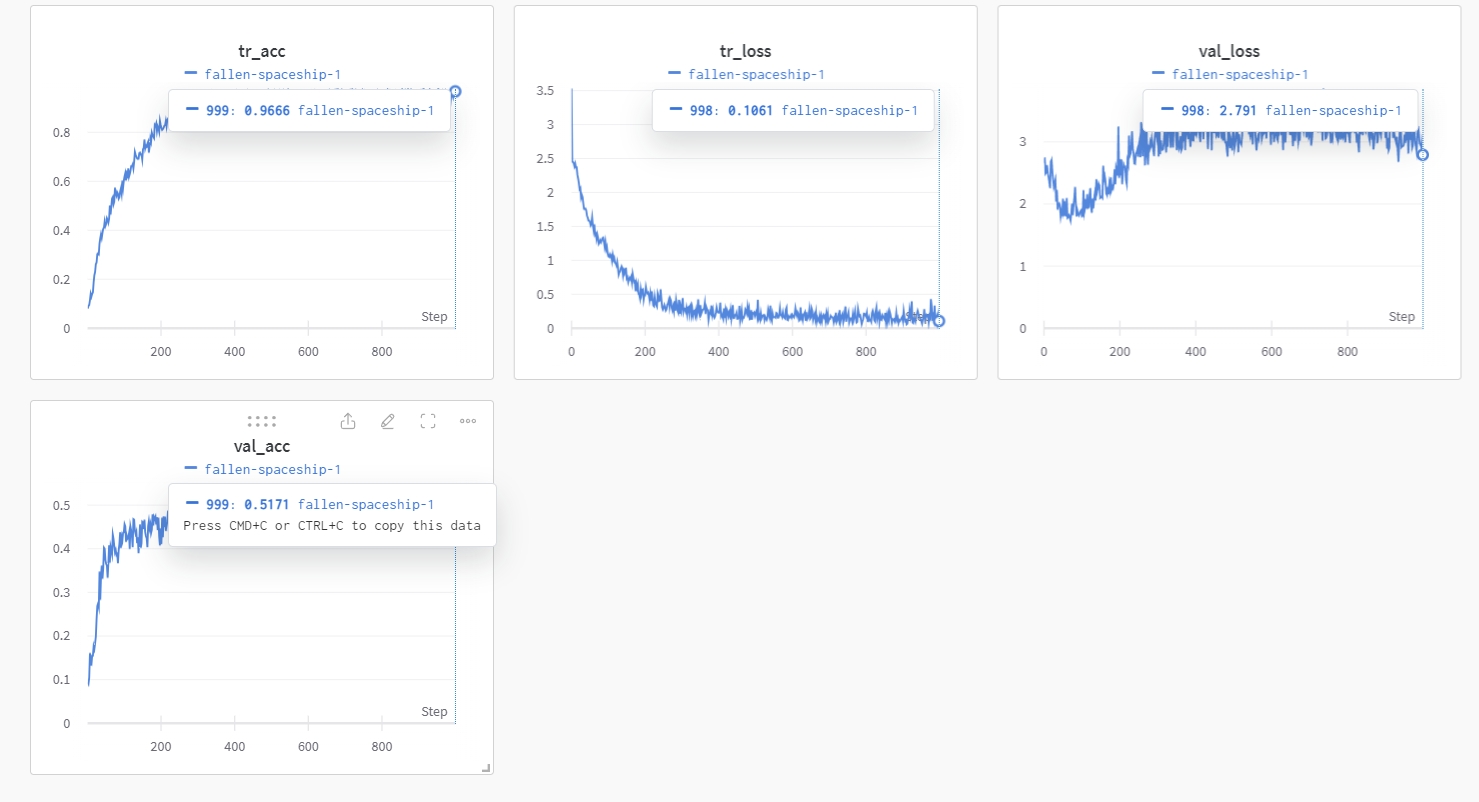 tr_acc
fallen-spaceship-1
999: 0.9666 fallen-spaceship-1
0.8
0.6
0.4
0.2
0
Step
200 400 600 800
tr_loss
fallen-spaceship-1
998: 0.1061 fallen-spaceship-1
3.5
3
2.5
2
1.5
1
0.5
0
Step
0 200 400 600 800
val_loss
fallen-spaceship-1
998: 2.791 fallen-spaceship-1
3
2
1
0
Step
0 200 400 600 800
val_acc
fallen-spaceship-1
999: 0.5171 fallen-spaceship-1
Press CMD+C or CTRL+C to copy this data
0.5
0.4
0.3
0.2
0.1
0
Step
200 400 600 800